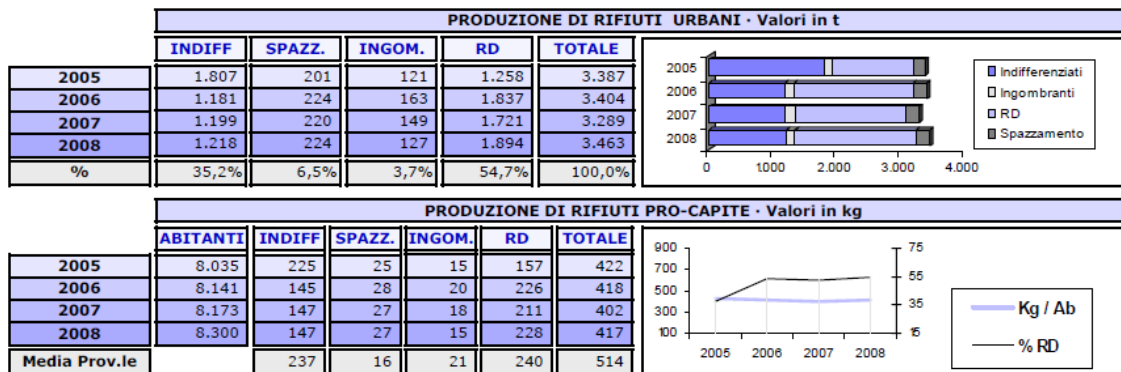 PRODUZIONE DI RIFIUTI URBANI · Valori in t
INDIFF SPAZZ. INGOM. RD TOTALE
2005 1.807 201 121 1.258 3.387
2006 1.181 224 163 1.837 3.404
2007 1.199 220 149 1.721 3.289
2008 1.218 224 127 1.894 3.463
% 35,2% 6,5% 3,7% 54,7% 100,0%
2005
2006
2007
2008
0 1.000 2.000 3.000 4.000
Indifferenziati
Ingombranti
RD
Spazzamento
PRODUZIONE DI RIFIUTI PRO-CAPITE · Valori in kg
ABITANTI INDIFF SPAZZ. INGOM. RD TOTALE
2005 8.035 225 25 15 157 422
2006 8.141 145 28 20 226 418
2007 8.173 147 27 18 211 402
2008 8.300 147 27 15 228 417
Media Prov.le 237 16 21 240 514
900 75
700 55
500 35
300 15
100
2005 2006 2007 2008
Kg / Ab
% RD